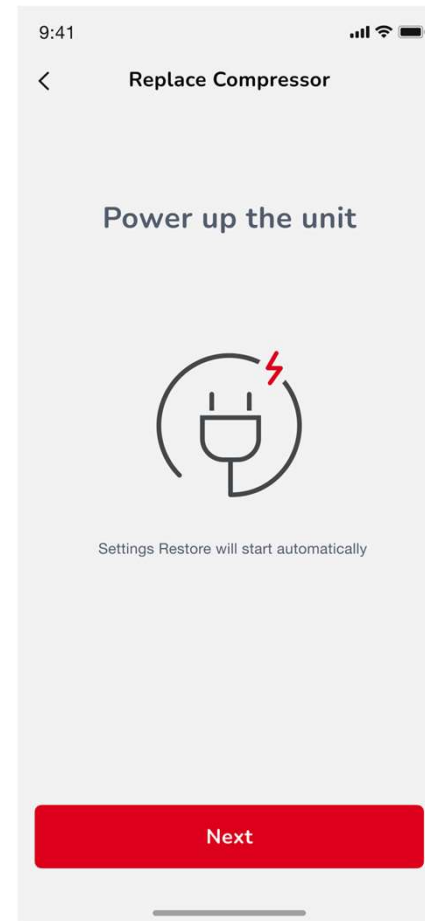 9:41
Replace Compressor
Power up the unit
Settings Restore will start automatically
Next